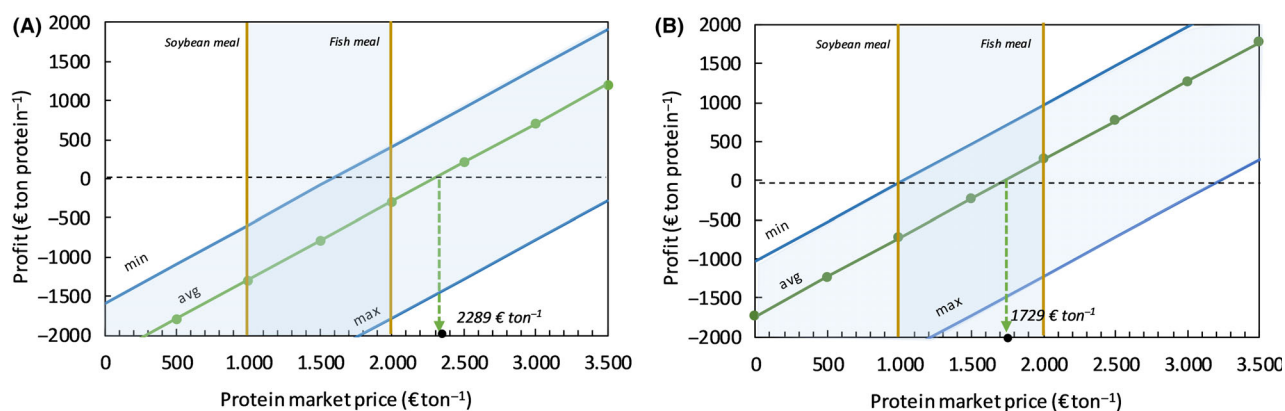 (A)
Profit (€ ton protein⁻¹)
2000
1500
1000
500
0
−500
−1000
−1500
−2000
Soybean meal
Fish meal
min
avg
max
2289 € ton⁻¹
0
500
1.000
1.500
2.000
2.500
3.000
3.500
Protein market price (€ ton⁻¹)
(B)
Profit (€ ton protein⁻¹)
2000
1500
1000
500
0
−500
−1000
−1500
−2000
Soybean meal
Fish meal
min
avg
max
1729 € ton⁻¹
0
500
1.000
1.500
2.000
2.500
3.000
3.500
Protein market price (€ ton⁻¹)